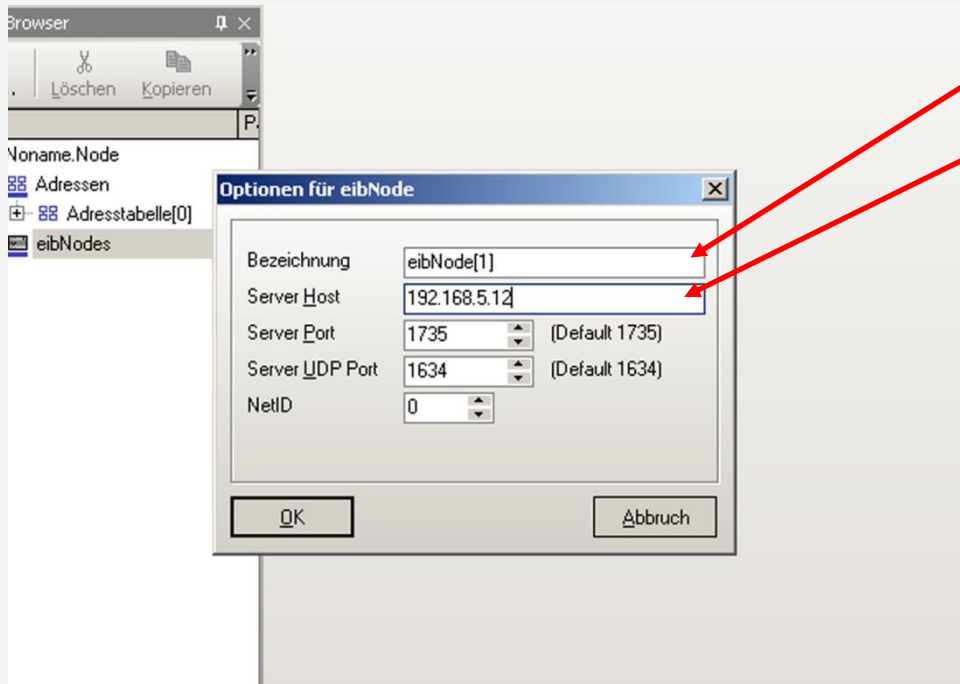 Browser
Löschen Kopieren
P.
Noname.Node
Adressen
Adresstabelle[0]
eibNodes
Optionen für eibNode
Bezeichnung eibNode[1]
Server Host 192.168.5.12
Server Port 1735 (Default 1735)
Server UDP Port 1634 (Default 1634)
NetID 0
OK Abbruch